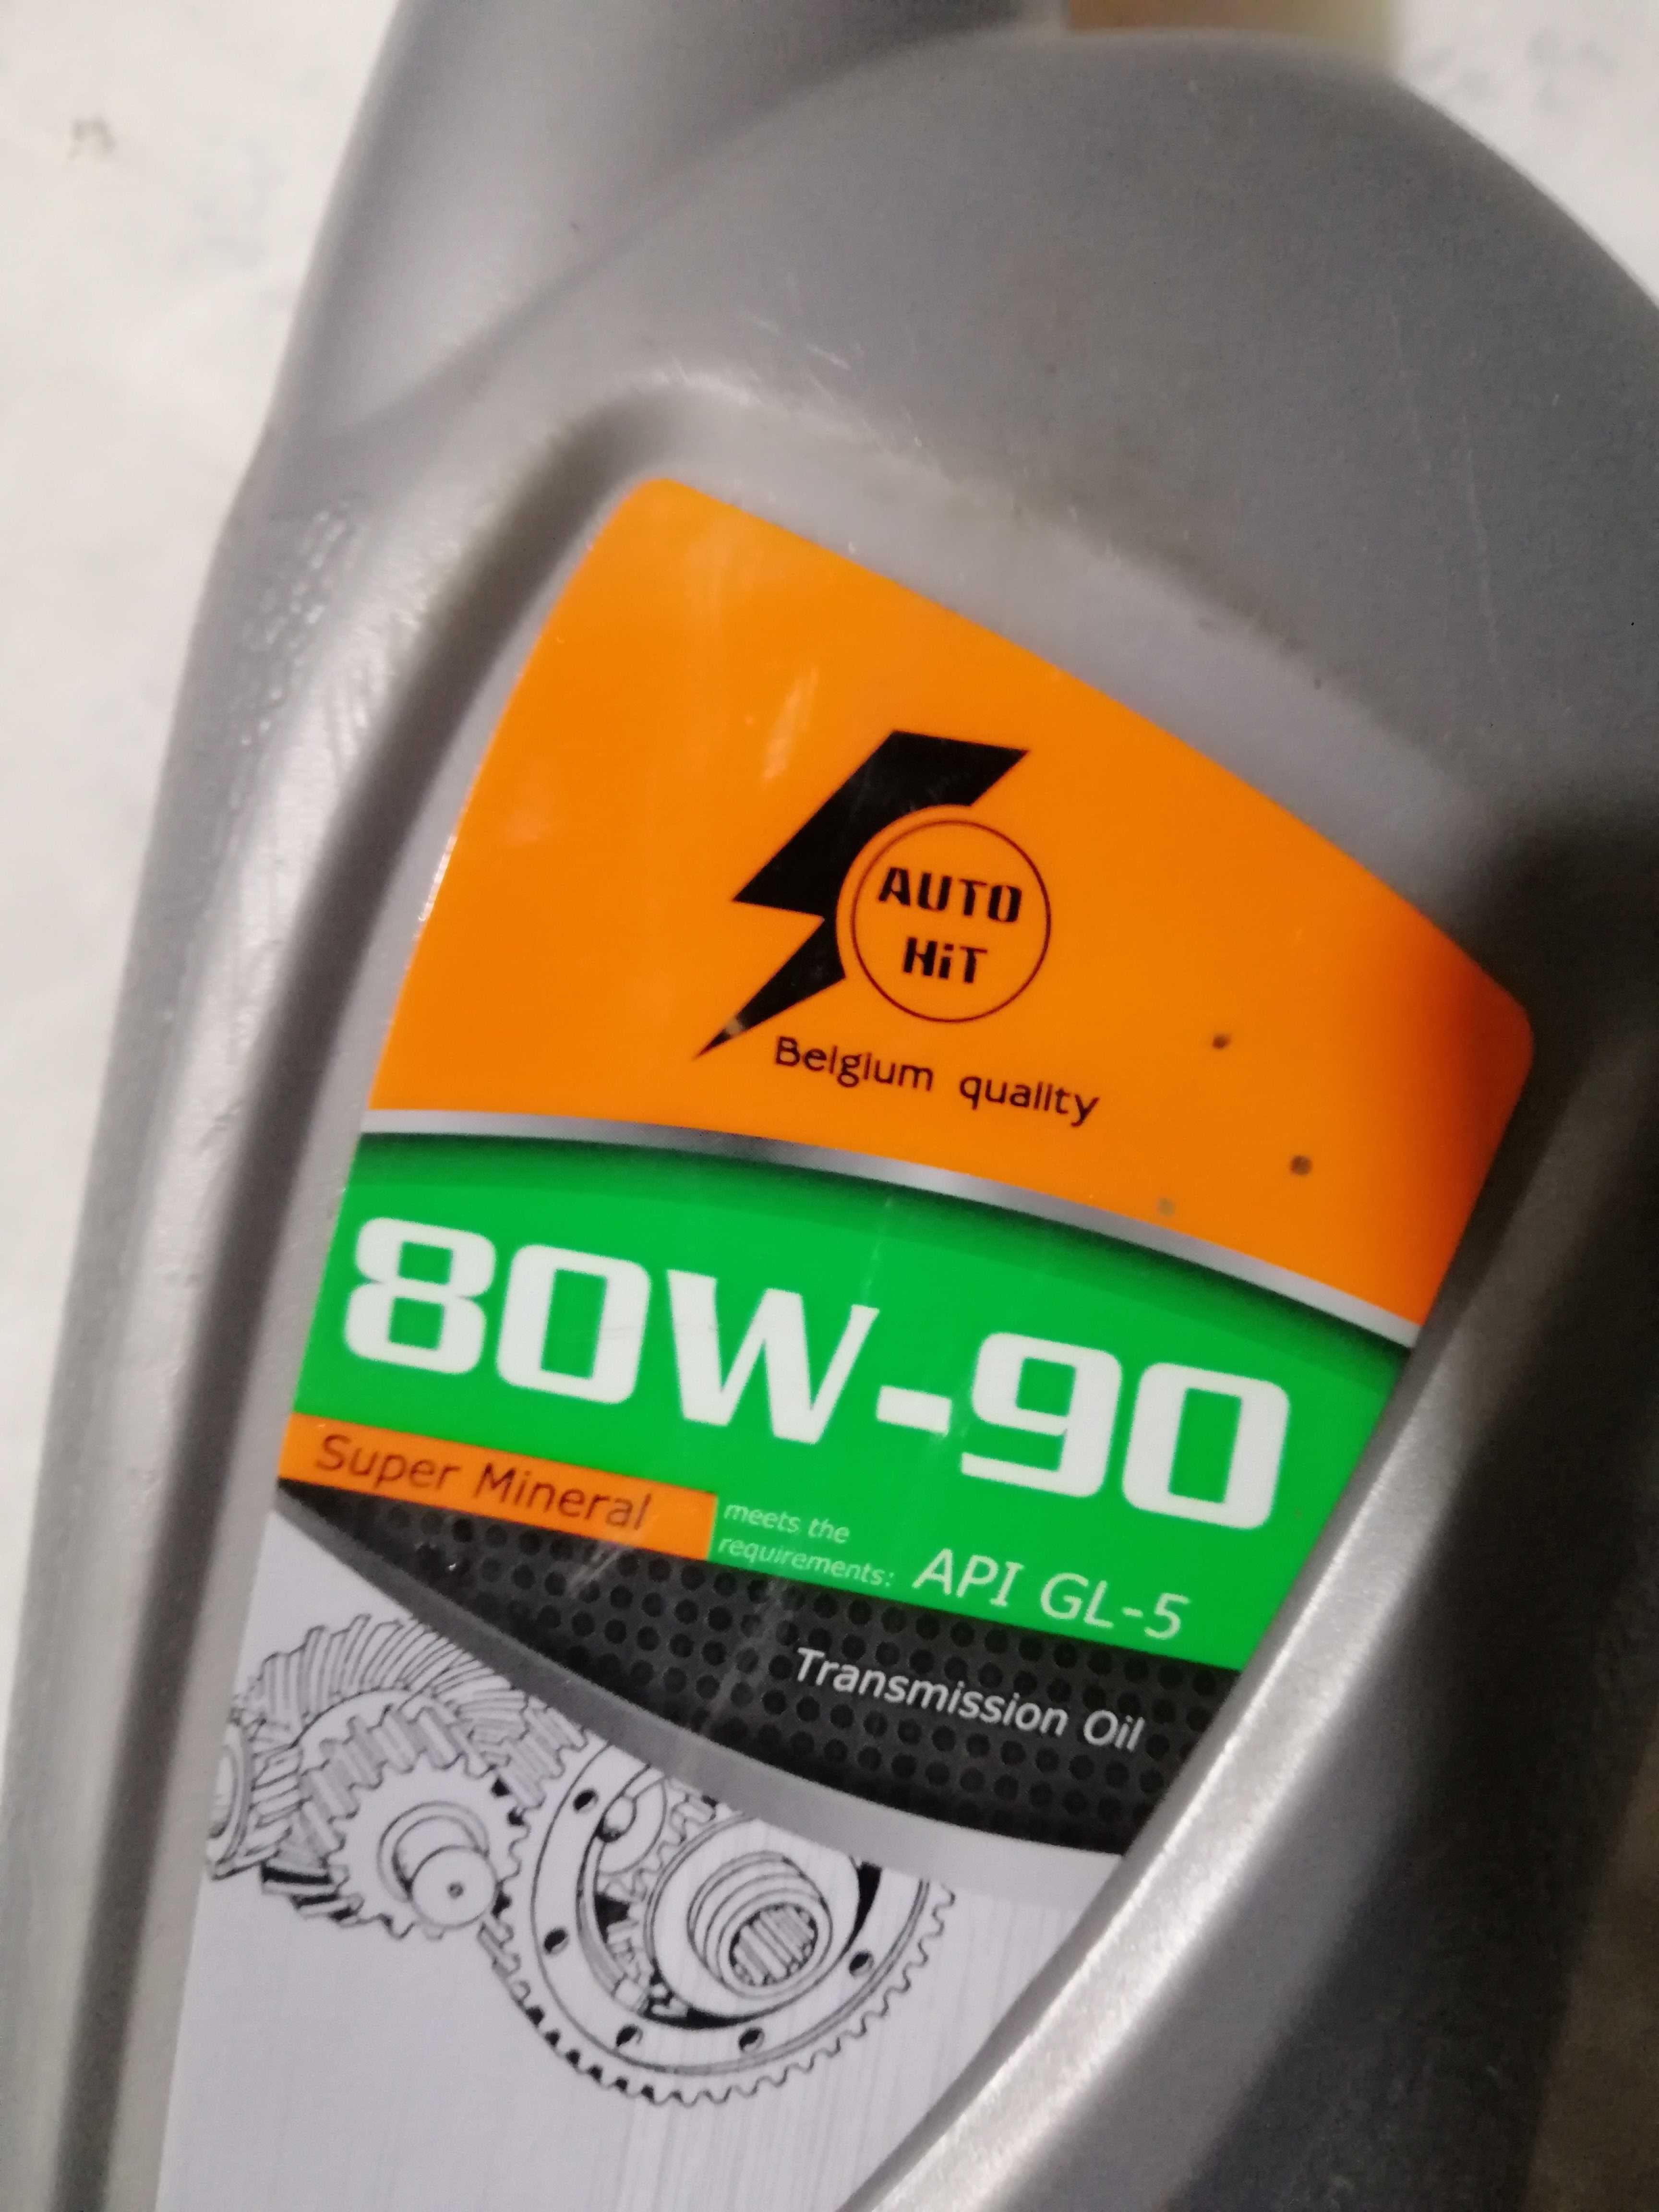 AUTO
HiT
Belgium quality
80W-90
Super Mineral
meets the
requirements: API GL-5
Transmission Oil